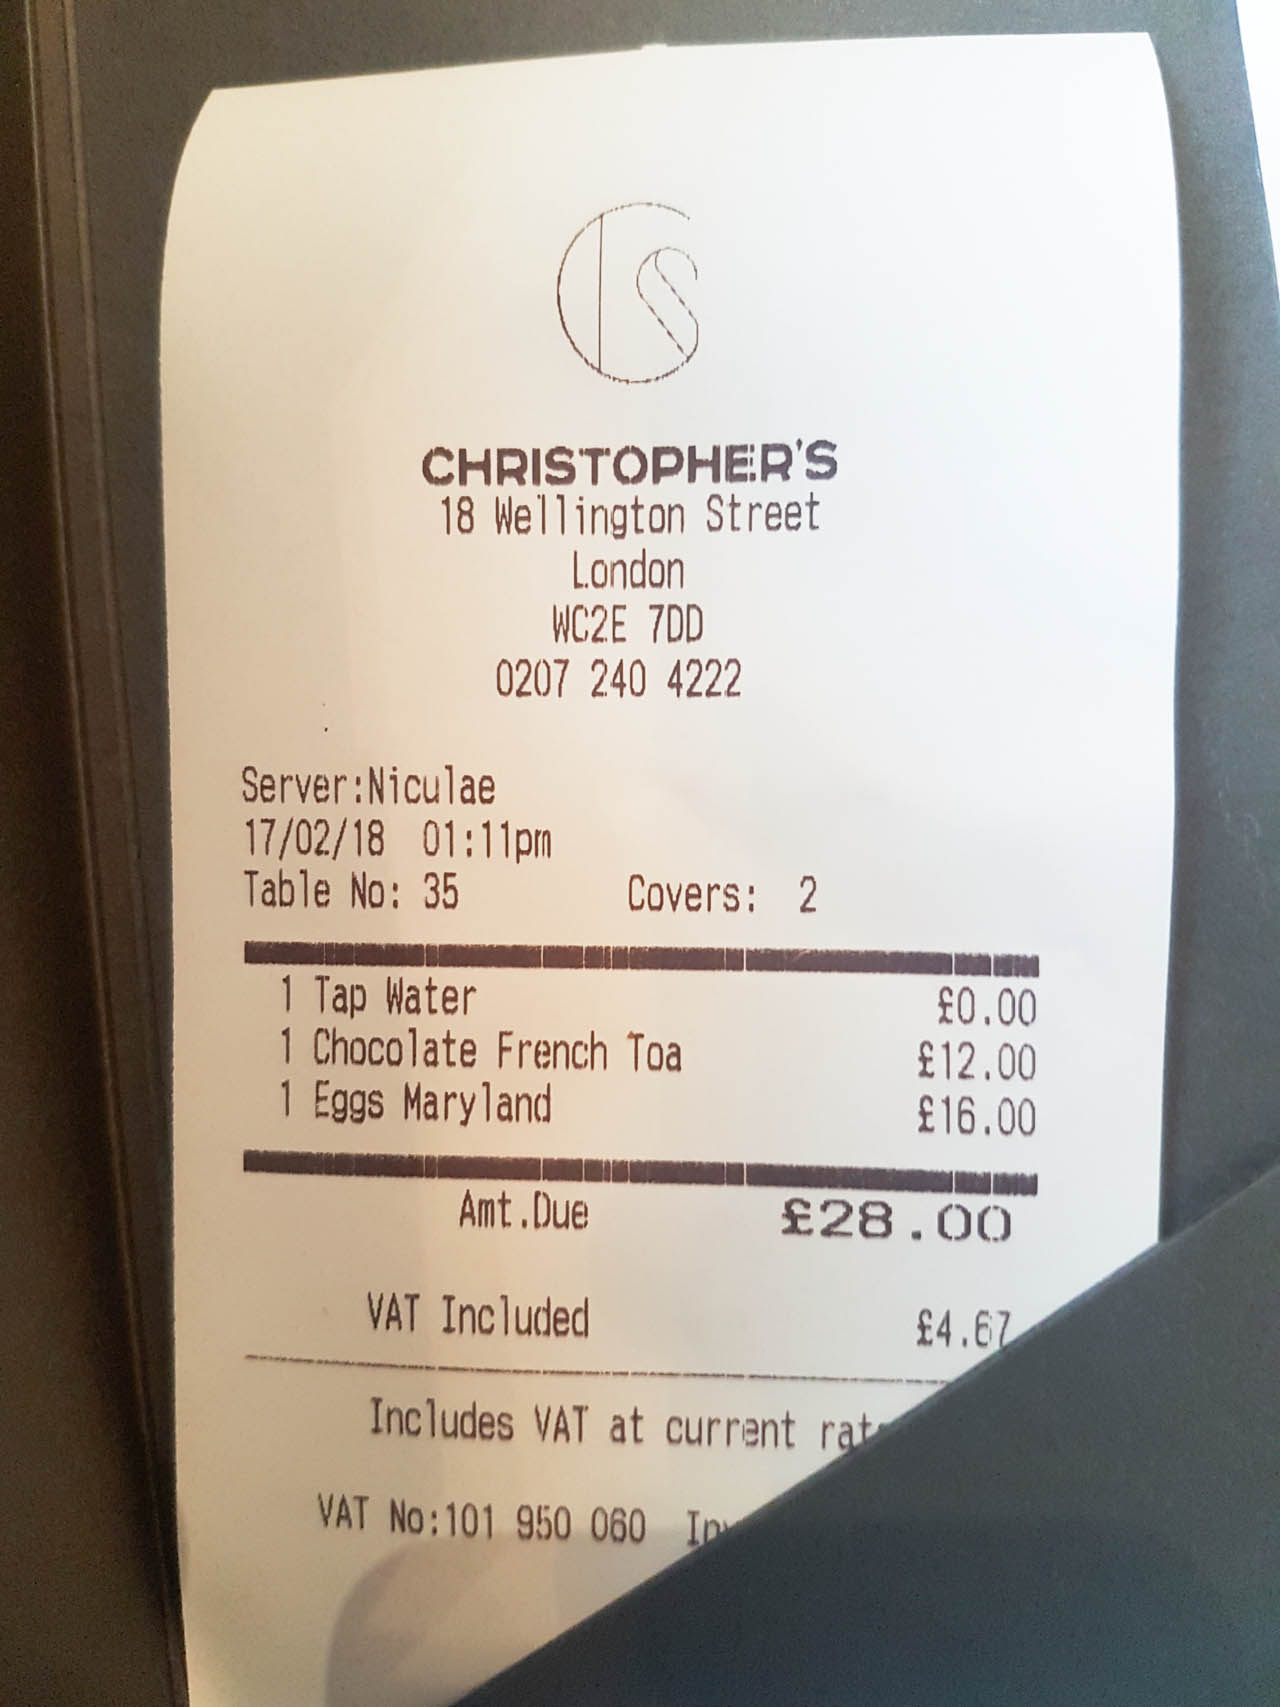 CS
CHRISTOPHER'S
18 Wellington Street
London
WC2E 7DD
0207 240 4222
Server:Niculae
17/02/18 01:11pm
Table No: 35 Covers: 2
1 Tap Water £0.00
1 Chocolate French Toa £12.00
1 Eggs Maryland £16.00
Amt.Due £28.00
VAT Included £4.67
Includes VAT at current
VAT No:101 950 060